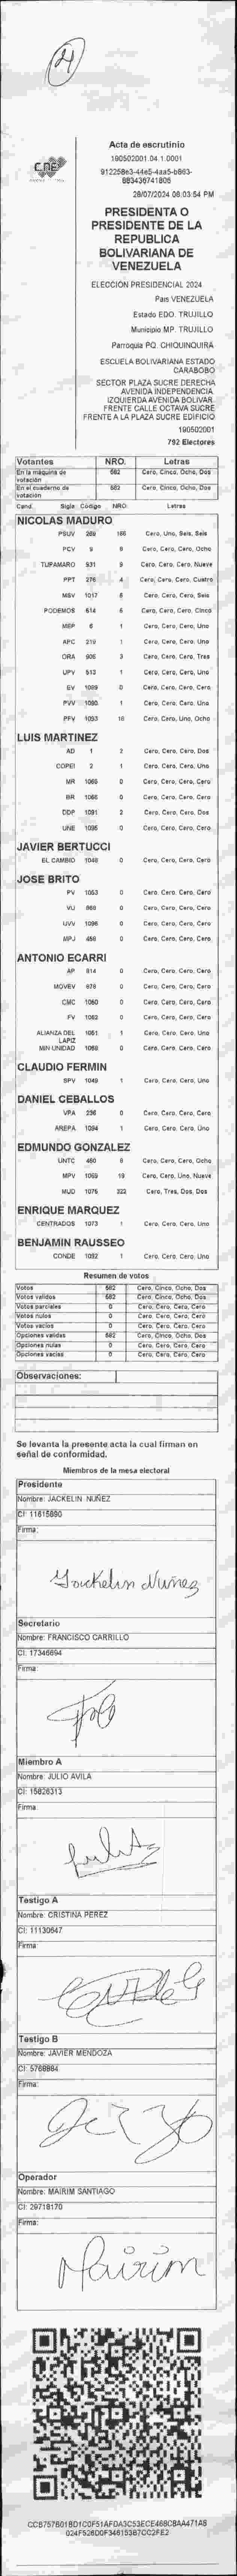 4
CNE
Acta de escrutinio
190502001.04.1.0001
912258e3-44e5-4aa5-b863-
683436741806
28/07/2024 08:03:54 PM
PRESIDENTA O
PRESIDENTE DE LA
REPUBLICA
BOLIVARIANA DE
VENEZUELA
ELECCIÓN PRESIDENCIAL 2024
Pais VENEZUELA
Estado EDO. TRUJILLO
Municipio MP. TRUJILLO
Parroquia PQ. CHIQUINQUIRA
ESCUELA BOLIVARIANA ESTADO
CARABOBO
SECTOR PLAZA SUCRE DERECHA
AVENIDA INDEPENDENCIA.
IZQUIERDA AVENIDA BOLIVAR.
FRENTE CALLE OCTAVA SUCRE
FRENTE A LA PLAZA SUCRE EDIFICIO
190502001
792 Electores
Votantes NRO. Letras
En la máquina de votación 582 Cero, Cinco, Ocho, Dos
En el cuaderno de votación 582 Cero, Cinco, Ocho, Dos
Cand. Sigla Código NRO. Letras
NICOLAS MADURO
PSUV 269 166 Cero, Uno, Seis, Seis
PCV 9 8 Cero, Cero, Cero, Ocho
TUPAMARO 931 9 Cero, Cero, Cero, Nueve
PPT 276 4 Cero, Cero, Cero, Cuatro
MSV 1017 6 Cero, Cero, Cero, Seis
PODEMOS 614 5 Cero, Cero, Cero, Cinco
MEP 6 1 Cero, Cero, Cero, Uno
APC 219 1 Cero, Cero, Cero, Uno
ORA 906 3 Cero, Cero, Cero, Tres
UPV 513 1 Cero, Cero, Cero, Uno
EV 1089 0 Cero, Cero, Cero, Cero
PVV 1090 1 Cero, Cero, Cero, Uno
PFV 1093 18 Cero, Cero, Uno, Ocho
LUIS MARTINEZ
AD 1 2 Cero, Cero, Cero, Dos
COPEI 2 1 Cero, Cero, Cero, Uno
MR 1065 0 Cero, Cero, Cero, Cero
BR 1066 0 Cero, Cero, Cero, Cero
DDP 1091 2 Cero, Cero, Cero, Dos
UNE 1095 0 Cero, Cero, Cero, Cero
JAVIER BERTUCCI
EL CAMBIO 1048 0 Cero, Cero, Cero, Cero
JOSE BRITO
PV 1053 0 Cero, Cero, Cero, Cero
VU 868 0 Cero, Cero, Cero, Cero
UVV 1096 0 Cero, Cero, Cero, Cero
MPJ 458 0 Cero, Cero, Cero, Cero
ANTONIO ECARRI
AP 814 0 Cero, Cero, Cero, Cero
MOVEV 878 0 Cero, Cero, Cero, Cero
CMC 1060 0 Cero, Cero, Cero, Cero
FV 1062 0 Cero, Cero, Cero, Cero
ALIANZA DEL LAPIZ 1051 1 Cero, Cero, Cero, Uno
MIN UNIDAD 1068 0 Cero, Cero, Cero, Cero
CLAUDIO FERMIN
SPV 1049 1 Cero, Cero, Cero, Uno
DANIEL CEBALLOS
VPA 236 0 Cero, Cero, Cero, Cero
AREPA 1094 1 Cero, Cero, Cero, Uno
EDMUNDO GONZALEZ
UNTC 460 8 Cero, Cero, Cero, Ocho
MPV 1069 19 Cero, Cero, Uno, Nueve
MUD 1075 322 Cero, Tres, Dos, Dos
ENRIQUE MARQUEZ
CENTRADOS 1073 1 Cero, Cero, Cero, Uno
BENJAMIN RAUSSEO
CONDE 1092 1 Cero, Cero, Cero, Uno
Resumen de votos
Votos 582 Cero, Cinco, Ocho, Dos
Votos válidos 582 Cero, Cinco, Ocho, Dos
Votos parciales 0 Cero, Cero, Cero, Cero
Votos nulos 0 Cero, Cero, Cero, Cero
Votos vacíos 0 Cero, Cero, Cero, Cero
Opciones válidas 582 Cero, Cinco, Ocho, Dos
Opciones nulas 0 Cero, Cero, Cero, Cero
Opciones vacías 0 Cero, Cero, Cero, Cero
Observaciones:
Se levanta la presente acta la cual firman en
señal de conformidad.
Miembros de la mesa electoral
Presidente
Nombre: JACKELIN NUÑEZ
CI: 11615890
Firma:
Jackelin Nuñez
Secretario
Nombre: FRANCISCO CARRILLO
CI: 17346694
Firma:
Miembro A
Nombre: JULIO AVILA
CI: 15826313
Firma:
Testigo A
Nombre: CRISTINA PEREZ
CI: 11130647
Firma:
Testigo B
Nombre: JAVIER MENDOZA
CI: 5768864
Firma:
Operador
Nombre: MAIRIM SANTIAGO
CI: 29718170
Firma:
Mairim